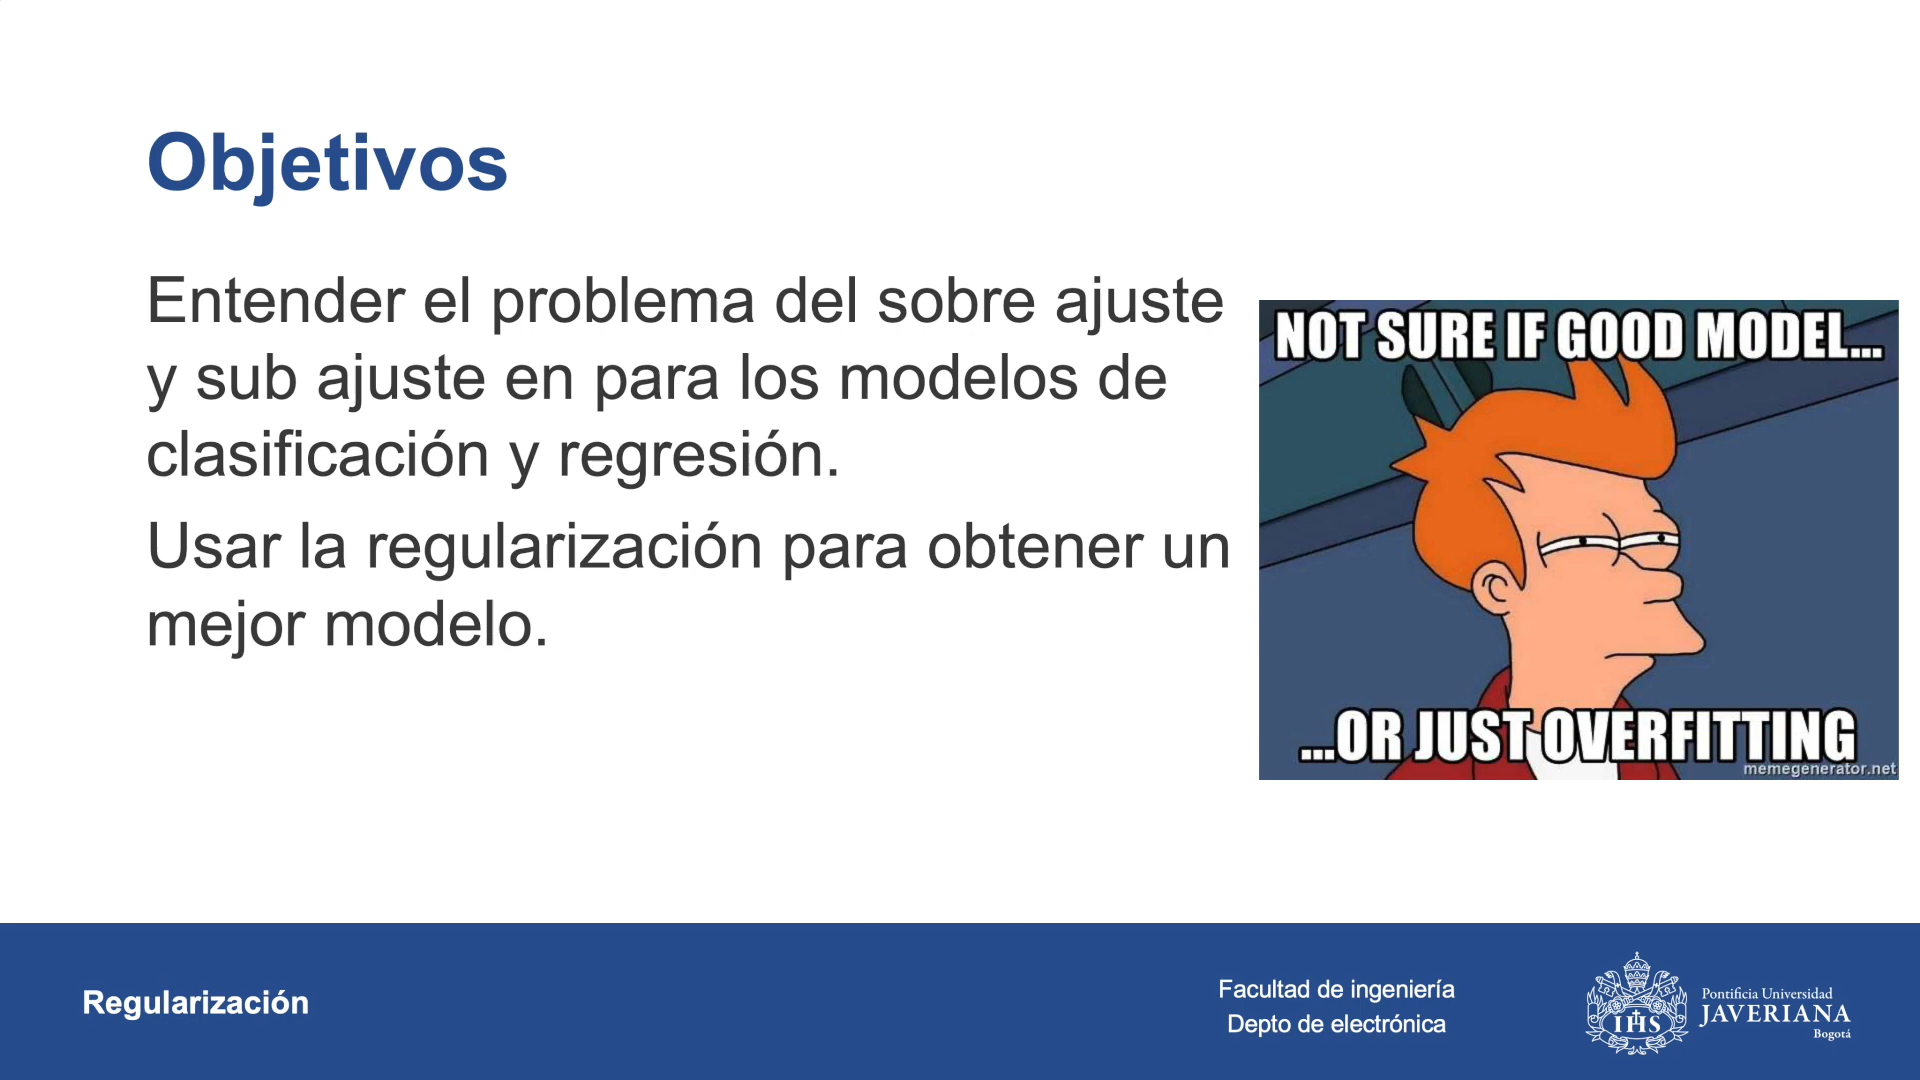 Objetivos
Entender el problema del sobre ajuste
y sub ajuste en para los modelos de
clasificación y regresión.
Usar la regularización para obtener un
mejor modelo.
NOT SURE IF GOOD MODEL...
...OR JUST OVERFITTING
memegenerator.net
Regularización
Facultad de ingeniería
Depto de electrónica
IHS
Pontificia Universidad
JAVERIANA
Bogotá